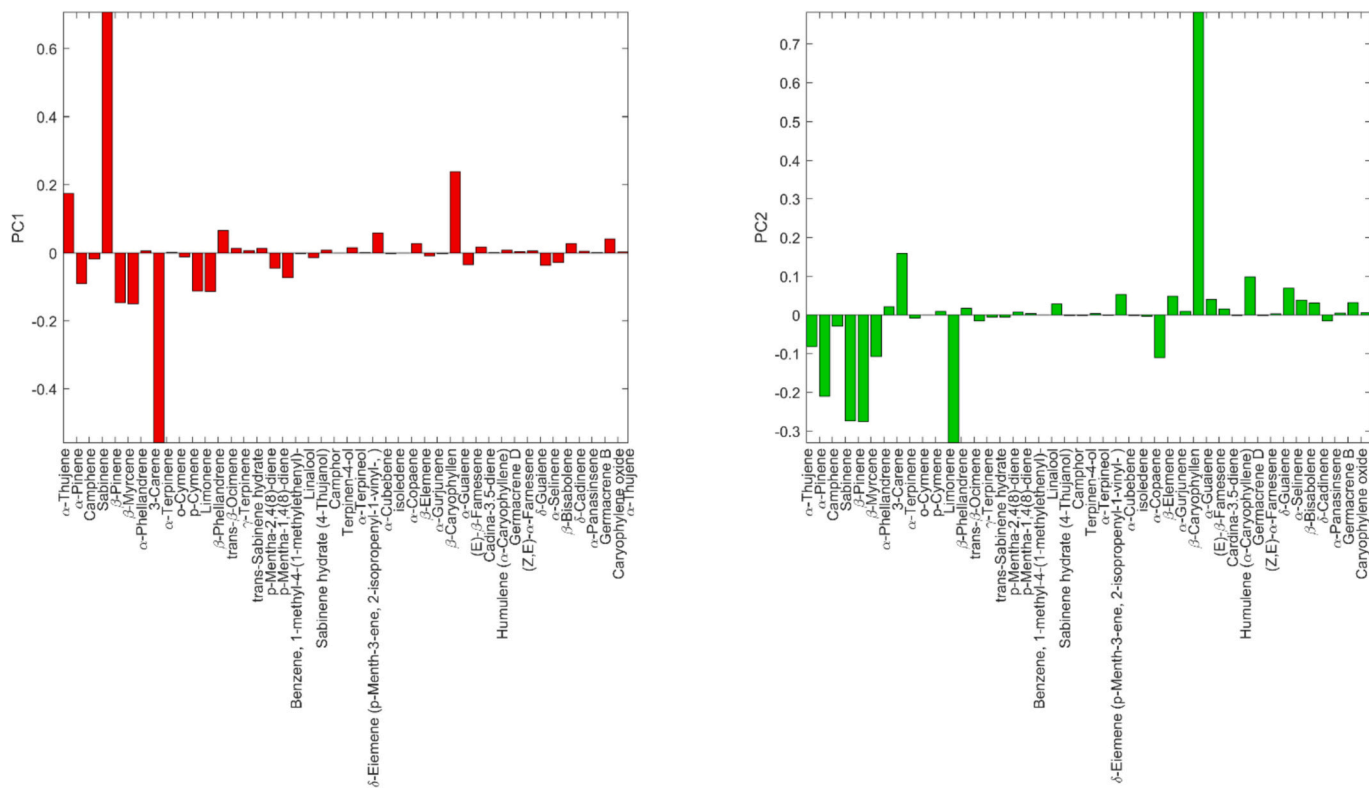 0.6
0.4
0.2
0
-0.2
-0.4
PC1
α-Thujene
α-Pinene
Camphene
Sabinene
β-Pinene
β-Myrcene
α-Phellandrene
3-Carene
α- Terpinene
o-Cymene
p-Cymene
Limonene
β-Phellandrene
trans-β-Ocimene
γ-Terpinene
trans-Sabinene hydrate
p-Mentha-2,4(8)-diene
p-Mentha-1,4(8)-diene
Benzene, 1-methyl-4-(1-methylethenyl)-
Linalool
Sabinene hydrate (4-Thujanol)
Camphor
Terpinen-4-ol
α-Terpineol
δ-Eiemene (p-Menth-3-ene, 2-isopropenyl-1-vinyl-, )
α-Cubebene
isoledene
α-Copaene
β-Elemene
α-Gurjunene
β-Caryophyllen
α-Guaiene
(E)-β-Famesene
Cadina-3.5-diene
Humulene (α-Caryophyllene)
Germacrene D
(Z,E)-α-Farnesene
δ-Gualene
α-Selinene
β-Bisabolene
δ-Cadinene
α-Panasinsene
Germacrene B
Caryophylene oxide
α-Thujene
0.7
0.6
0.5
0.4
0.3
0.2
0.1
0
-0.1
-0.2
-0.3
PC2
α-Thujene
α-Pinene
Camphene
Sabinene
β-Pinene
β-Myrcene
α-Phellandrene
3-Carene
α-Terpinene
o-Cymene
p-Cymene
Limonene
β-Phellandrene
trans-β-Ocimene
γ-Terpinene
trans-Sabinene hydrate
p-Mentha-2,4(8)-diene
p-Mentha-1,4(8)-diene
Benzene, 1-methyl-4-(1-methylethenyl)-
Linalool
Sabinene hydrate (4-Thujanol)
Camphor
Terpinen-4-ol
α-Terpineol
δ-Eiemene (p-Menth-3-ene, 2-isopropenyl-1-vinyl- )
α-Cubebene
isoledene
α-Copaene
β-Elemene
α-Gurjunene
β-Caryophyllen
α-Guaiene
(E)-β-Farnesene
Cardina-3.5-diene
Humulene (α-Caryophyllene)
Germacrene D
(Z,E)-α-Farnesene
δ-Gualene
α-Selinene
β-Bisabolene
δ-Cadinene
α-Panasinsene
Germacrene B
Caryophylene oxide